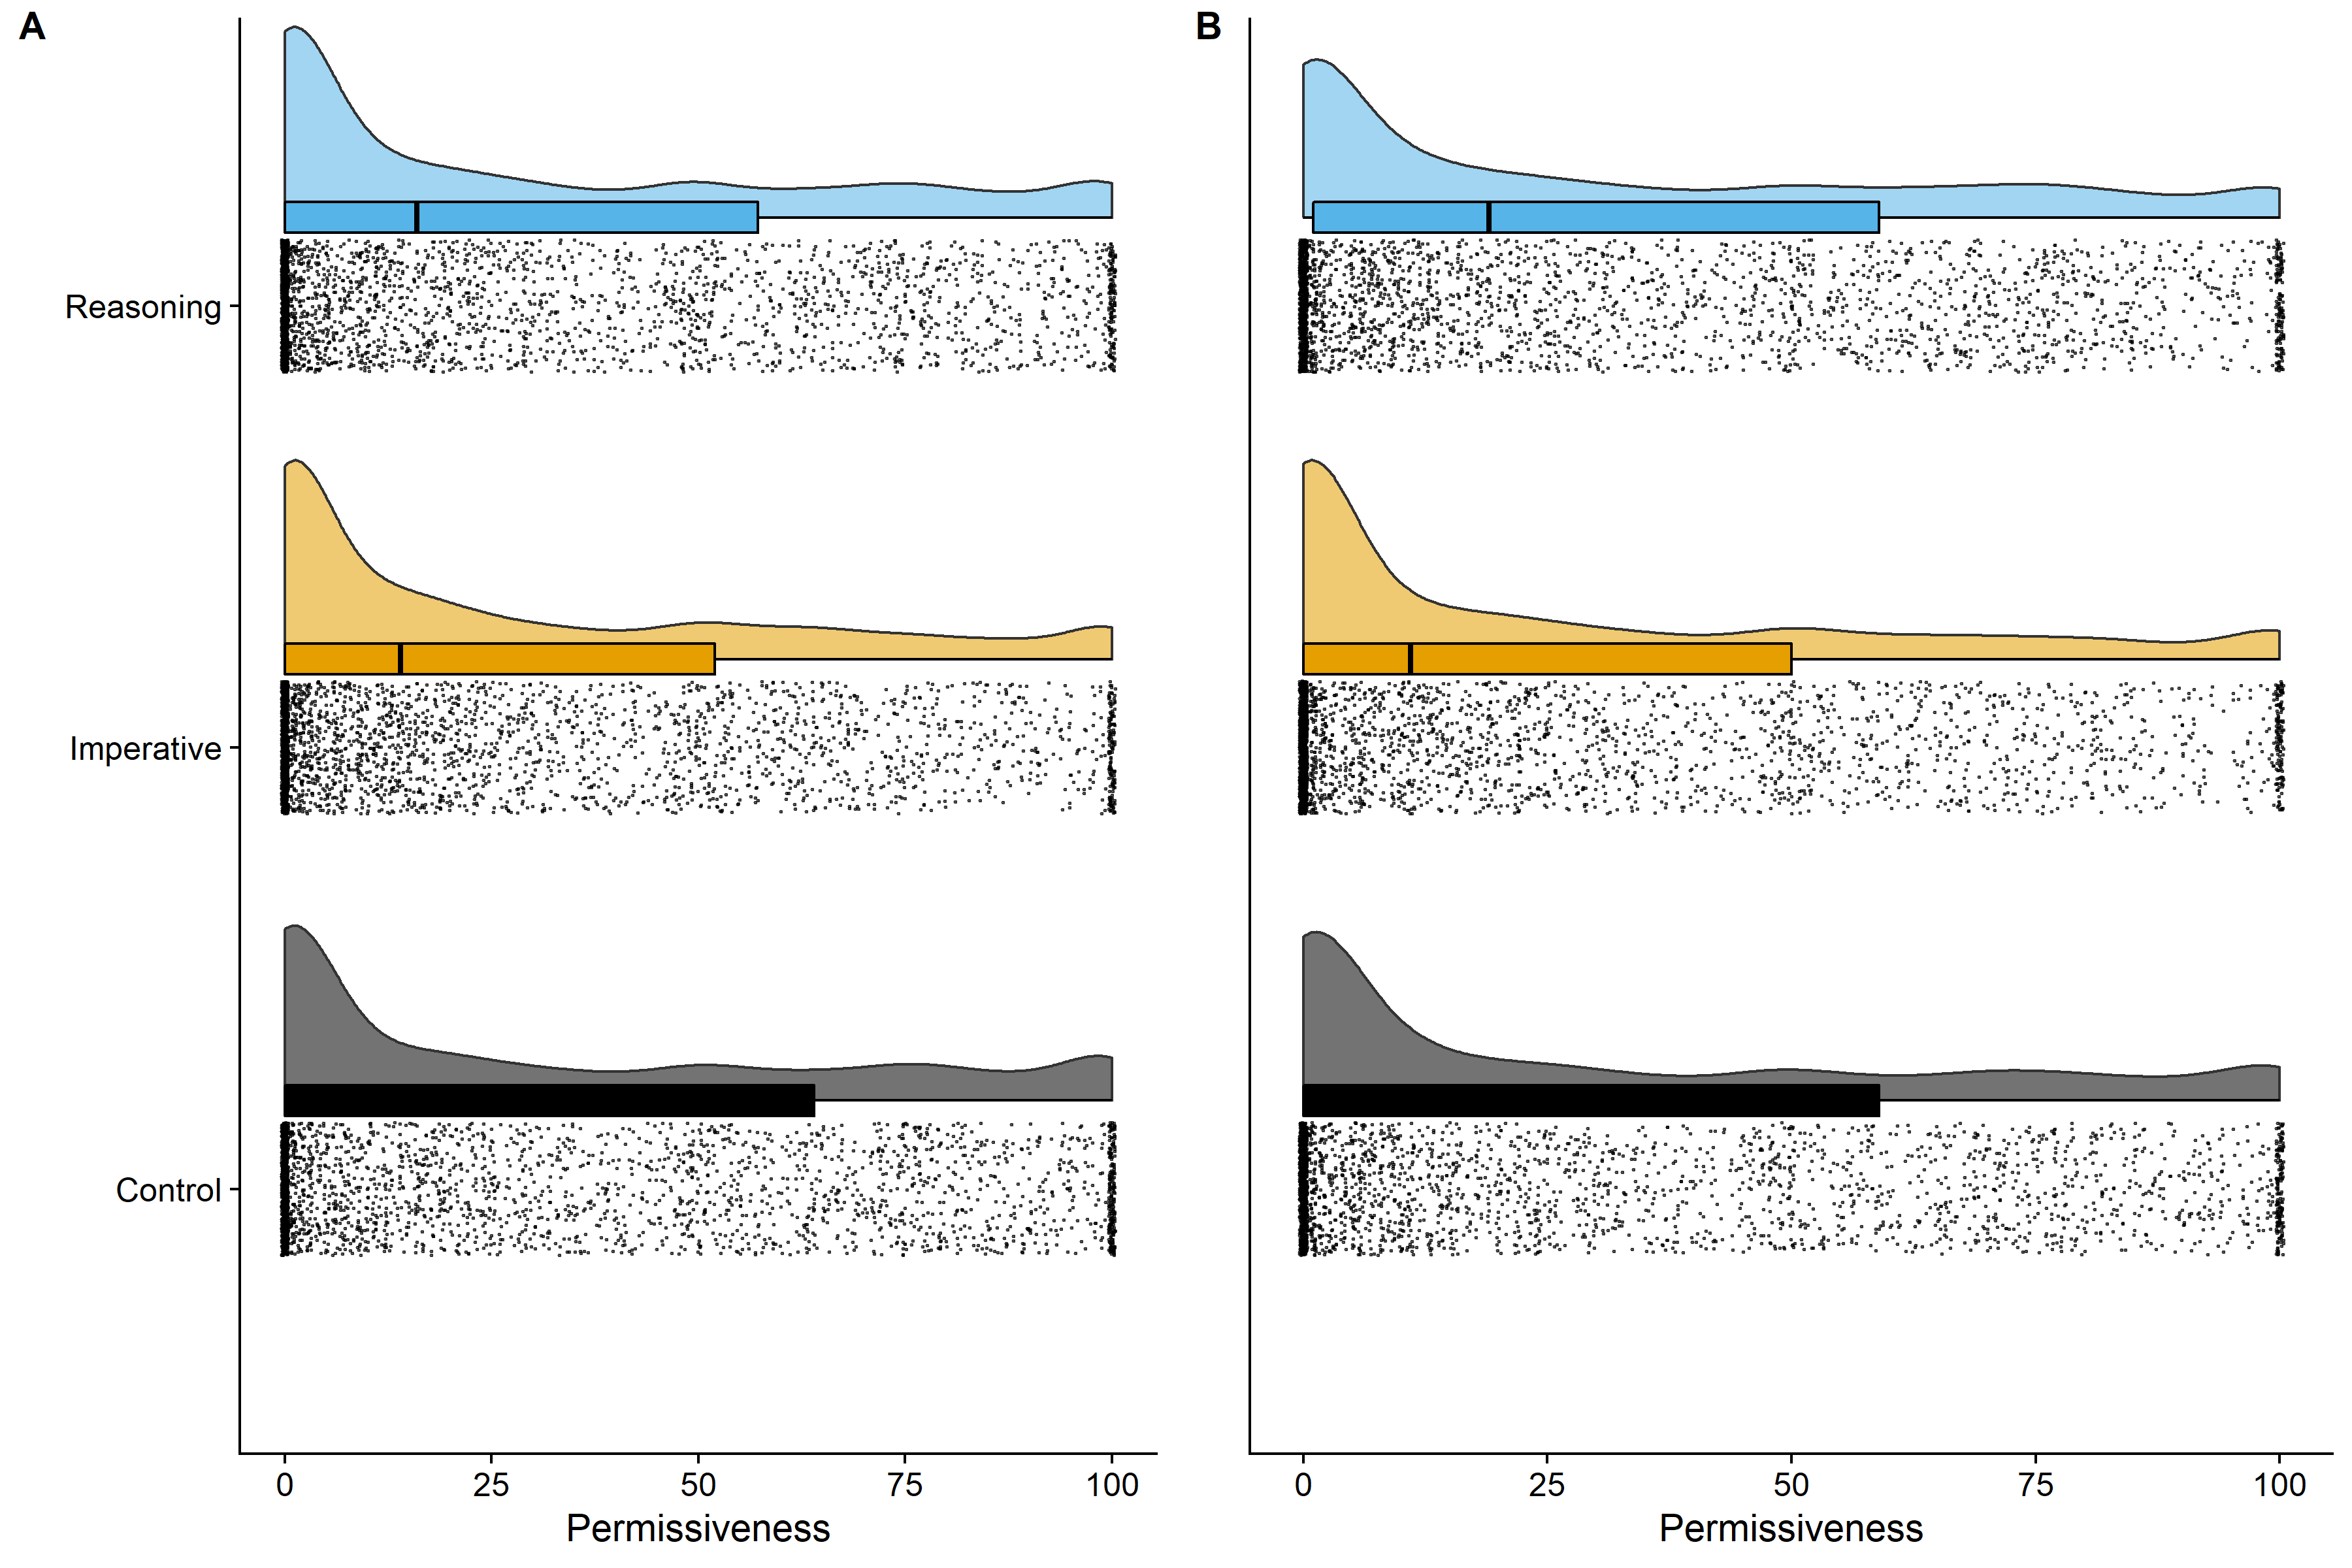 A
B
Reasoning
Imperative
Control
0 25 50 75 100
0 25 50 75 100
Permissiveness
Permissiveness